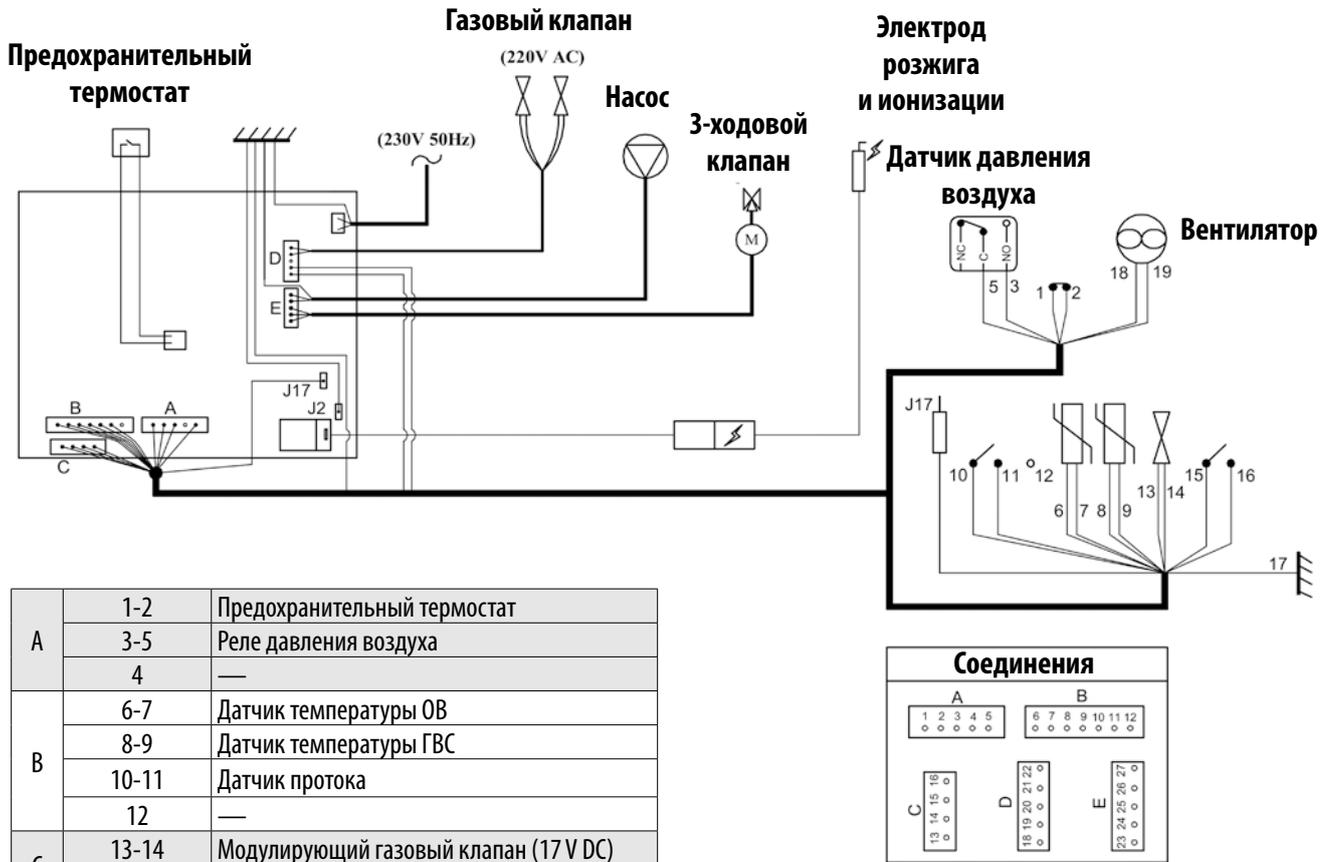 Газовый клапан
(220V AC)
Предохранительный
термостат
Насос
3-ходовой
клапан
Электрод
розжига
и ионизации
Датчик давления
воздуха
Вентилятор
(230V 50Hz)
M
NC
C
NO
5
3
1
2
18
19
D
E
J17
J2
B
A
C
J17
10
11
12
6
7
8
9
13
14
15
16
17
A
1-2 Предохранительный термостат
3-5 Реле давления воздуха
4 —
B
6-7 Датчик температуры ОВ
8-9 Датчик температуры ГВС
10-11 Датчик протока
12 —
13-14 Модулирующий газовый клапан (17 V DC)
Соединения
A
1 2 3 4 5
B
6 7 8 9 10 11 12
C
13 14 15 16
D
18 19 20 21 22
E
23 24 25 26 27